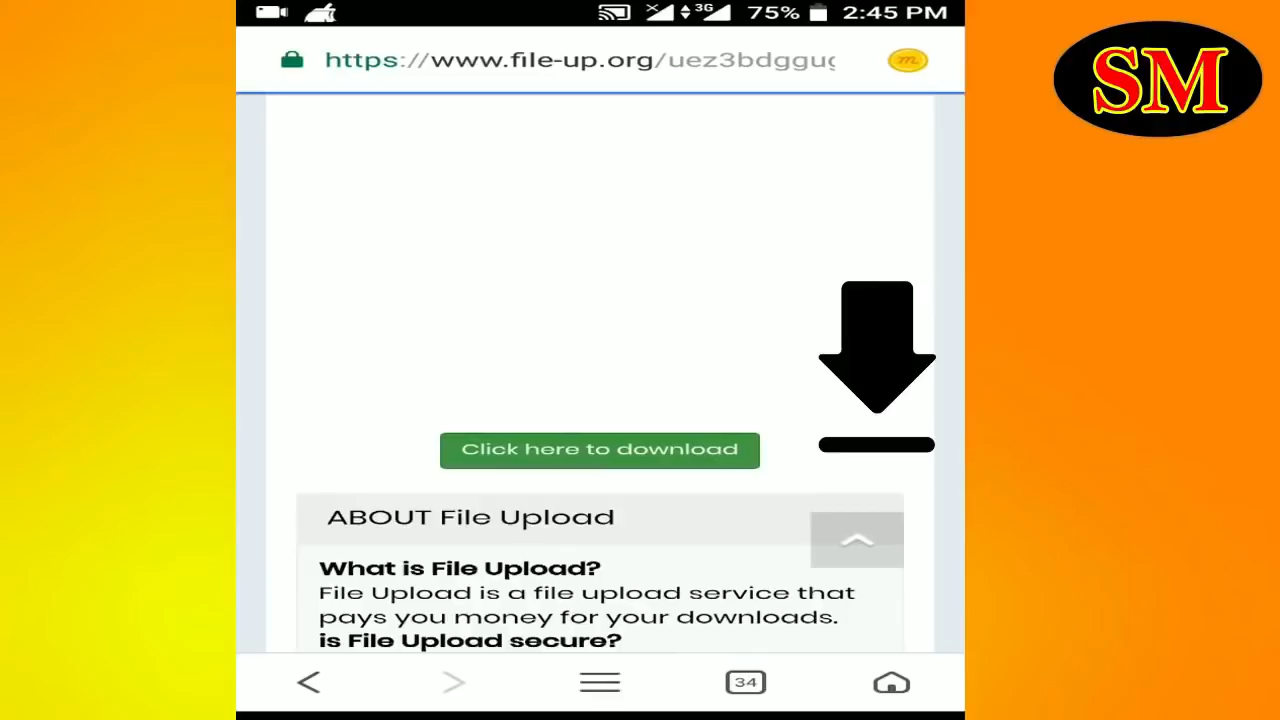 3G 75% 2:45 PM
https://www.file-up.org/uez3bdggug
m
SM
Click here to download
ABOUT File Upload
What is File Upload?
File Upload is a file upload service that
pays you money for your downloads.
is File Upload secure?
34